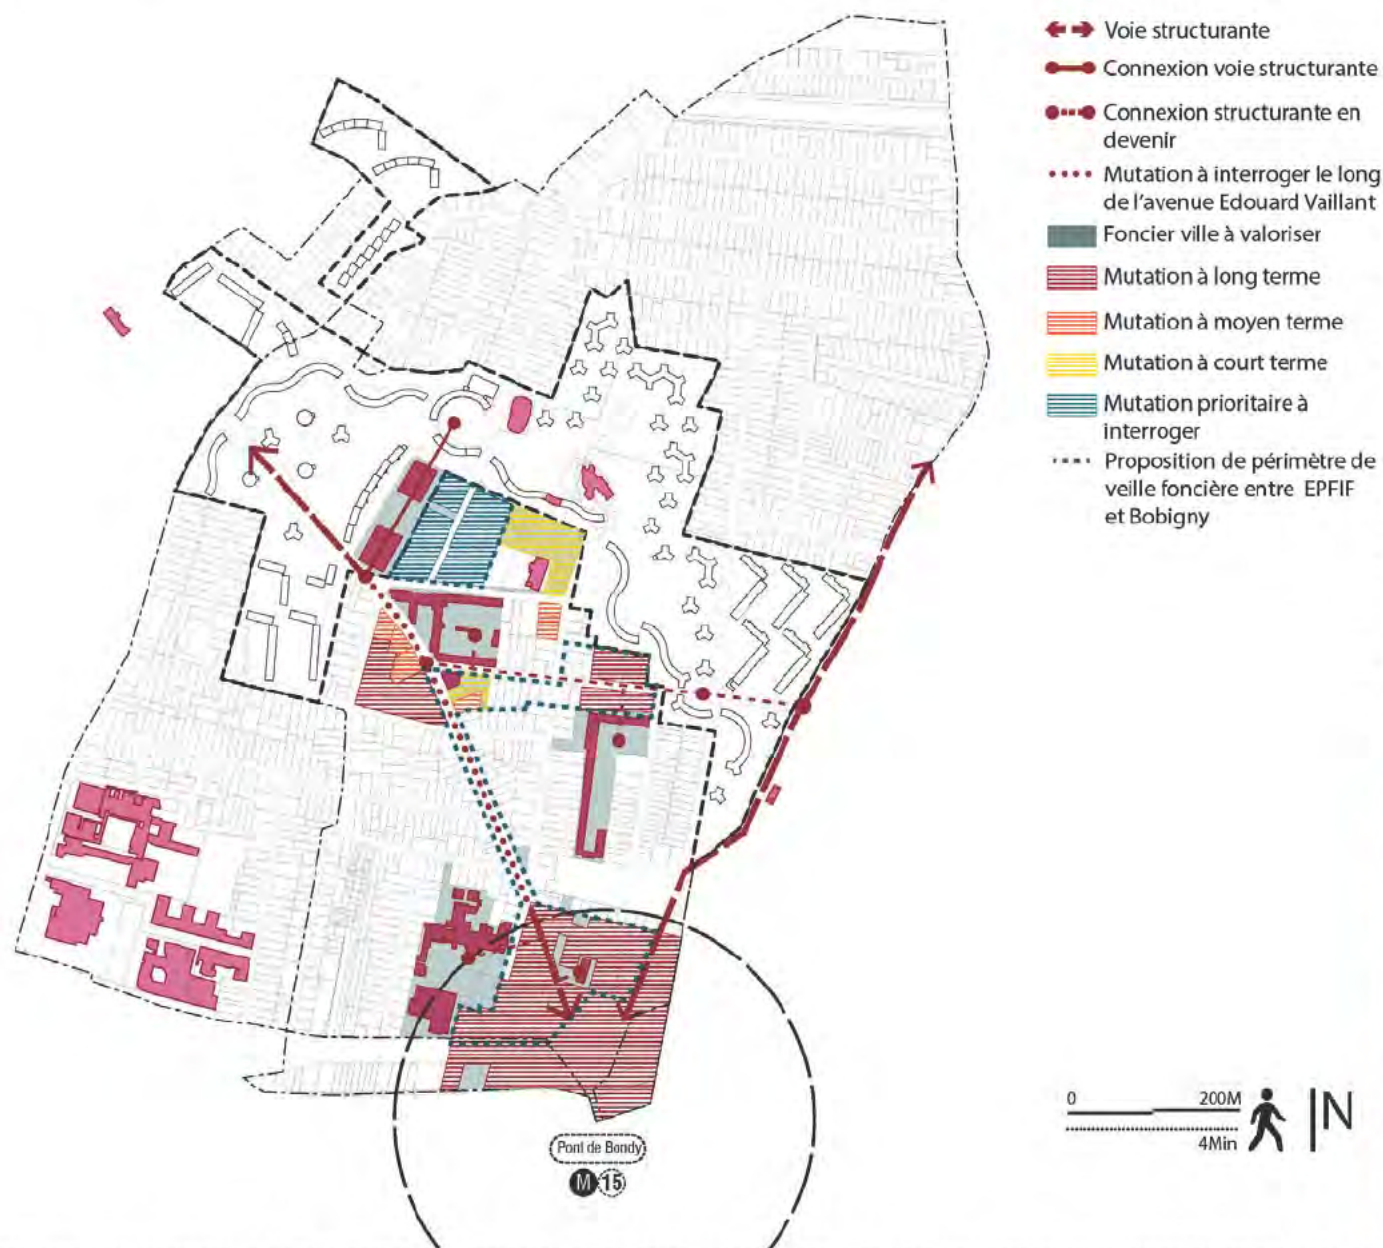 Voie structurante
Connexion voie structurante
Connexion structurante en
devenir
Mutation à interroger le long
de l'avenue Edouard Vaillant
Foncier ville à valoriser
Mutation à long terme
Mutation à moyen terme
Mutation à court terme
Mutation prioritaire à
interroger
Proposition de périmètre de
veille foncière entre EPFIF
et Bobigny
0 200M
4Min
N
Pont de Bondy
M 15